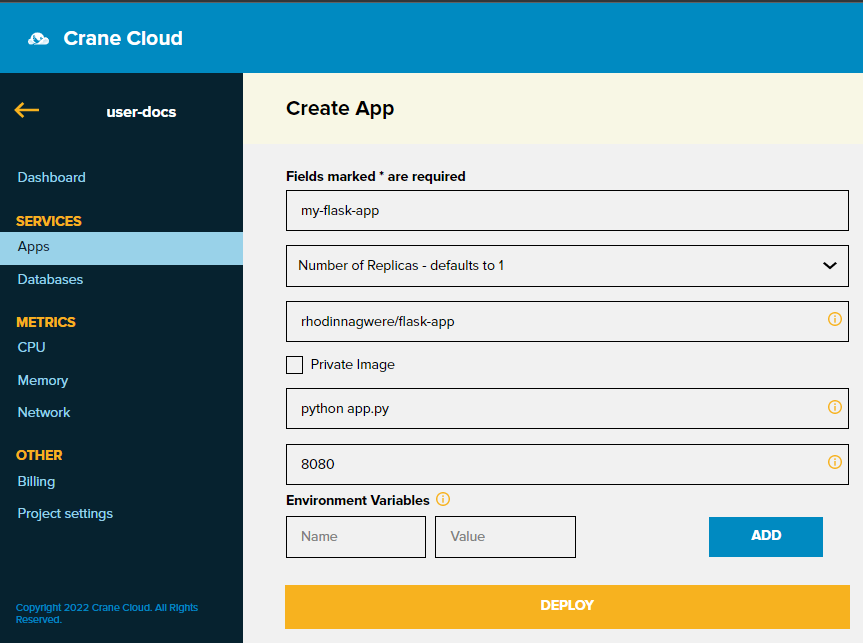 Crane Cloud
user-docs
Dashboard
SERVICES
Apps
Databases
METRICS
CPU
Memory
Network
OTHER
Billing
Project settings
Copyright 2022 Crane Cloud. All Rights
Reserved.
Create App
Fields marked * are required
my-flask-app
Number of Replicas - defaults to 1
rhodinnagwere/flask-app
Private Image
python app.py
8080
Environment Variables
Name
Value
ADD
DEPLOY